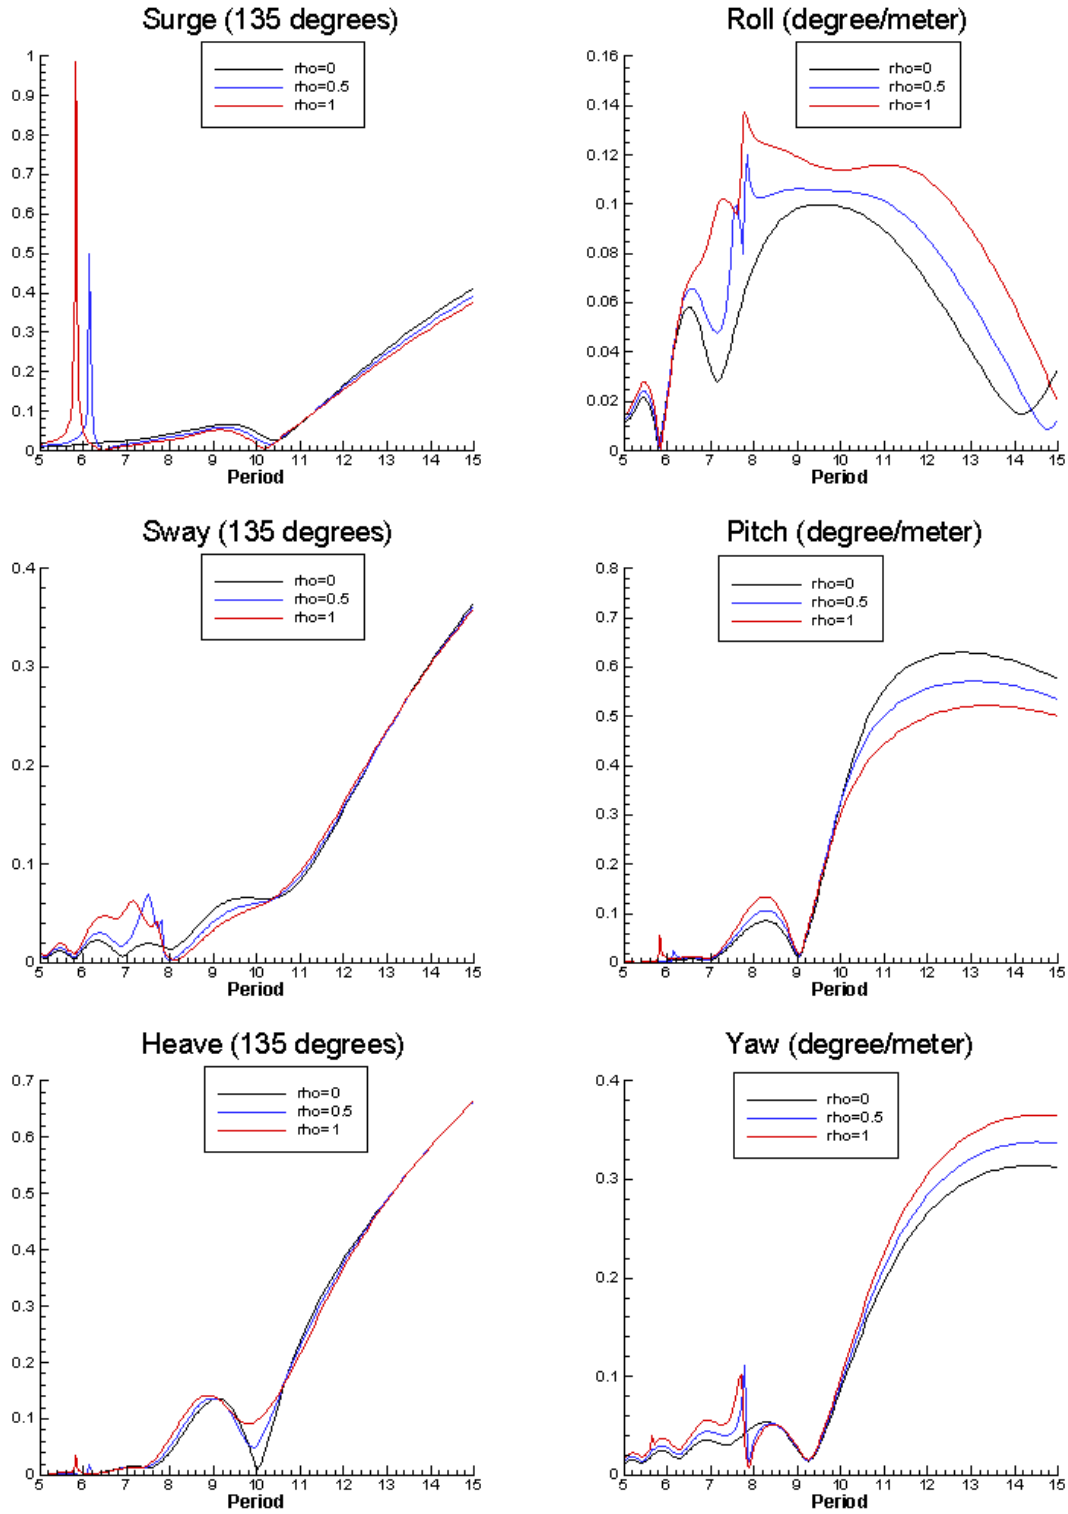 Surge (135 degrees)
rho=0
rho=0.5
rho=1
1
0.9
0.8
0.7
0.6
0.5
0.4
0.3
0.2
0.1
0
5 6 7 8 9 10 11 12 13 14 15
Period
Roll (degree/meter)
rho=0
rho=0.5
rho=1
0.16
0.14
0.12
0.1
0.08
0.06
0.04
0.02
0
5 6 7 8 9 10 11 12 13 14 15
Period
Sway (135 degrees)
rho=0
rho=0.5
rho=1
0.4
0.3
0.2
0.1
0
5 6 7 8 9 10 11 12 13 14 15
Period
Pitch (degree/meter)
rho=0
rho=0.5
rho=1
0.8
0.7
0.6
0.5
0.4
0.3
0.2
0.1
0
5 6 7 8 9 10 11 12 13 14 15
Period
Heave (135 degrees)
rho=0
rho=0.5
rho=1
0.7
0.6
0.5
0.4
0.3
0.2
0.1
0
5 6 7 8 9 10 11 12 13 14 15
Period
Yaw (degree/meter)
rho=0
rho=0.5
rho=1
0.4
0.3
0.2
0.1
0
5 6 7 8 9 10 11 12 13 14 15
Period